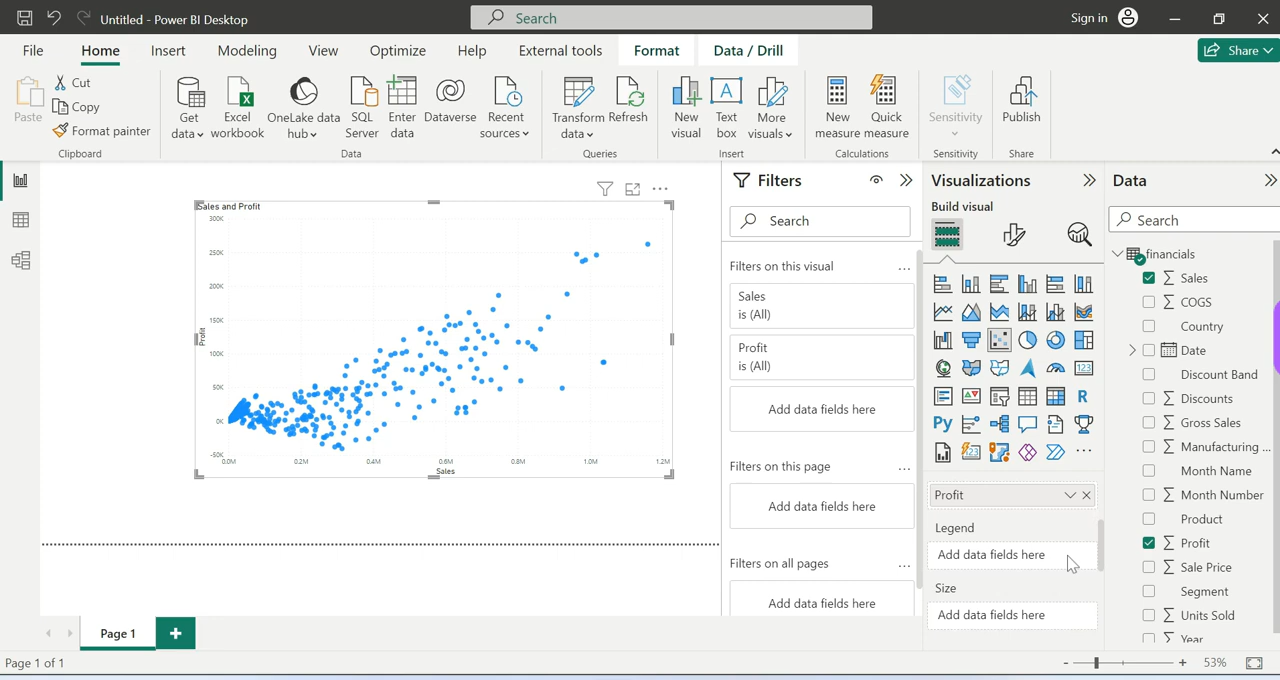 Untitled - Power BI Desktop
Search
Sign in
File
Home
Insert
Modeling
View
Optimize
Help
External tools
Format
Data / Drill
Share
Paste
Cut
Copy
Format painter
Clipboard
Get data
Excel workbook
OneLake data hub
SQL Server
Enter data
Dataverse
Recent sources
Data
Transform data
Refresh
Queries
New visual
Text box
More visuals
Insert
New measure
Quick measure
Calculations
Sensitivity
Sensitivity
Publish
Share
Sales and Profit
300K
250K
200K
150K
100K
50K
0K
-50K
Profit
0.0M
0.2M
0.4M
0.6M
0.8M
1.0M
1.2M
Sales
Filters
Search
Filters on this visual
Sales
is (All)
Profit
is (All)
Add data fields here
Filters on this page
Add data fields here
Filters on all pages
Add data fields here
Visualizations
Build visual
123
R
Py
123
Profit
Legend
Add data fields here
Size
Add data fields here
Data
Search
financials
Sales
COGS
Country
Date
Discount Band
Discounts
Gross Sales
Manufacturing ...
Month Name
Month Number
Product
Profit
Sale Price
Segment
Units Sold
Year
Page 1
Page 1 of 1
53%